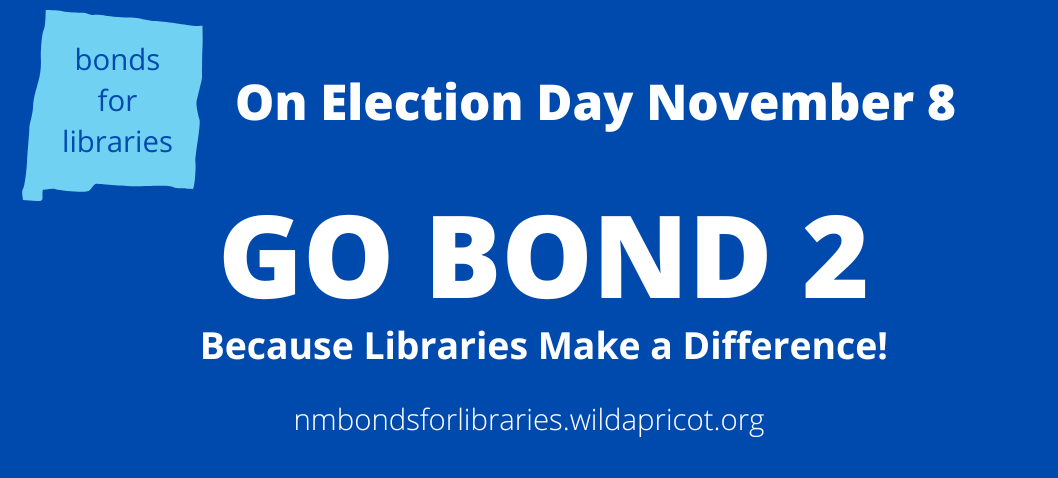 bonds
for
libraries
On Election Day November 8
GO BOND 2
Because Libraries Make a Difference!
nmbondsforlibraries.wildapricot.org